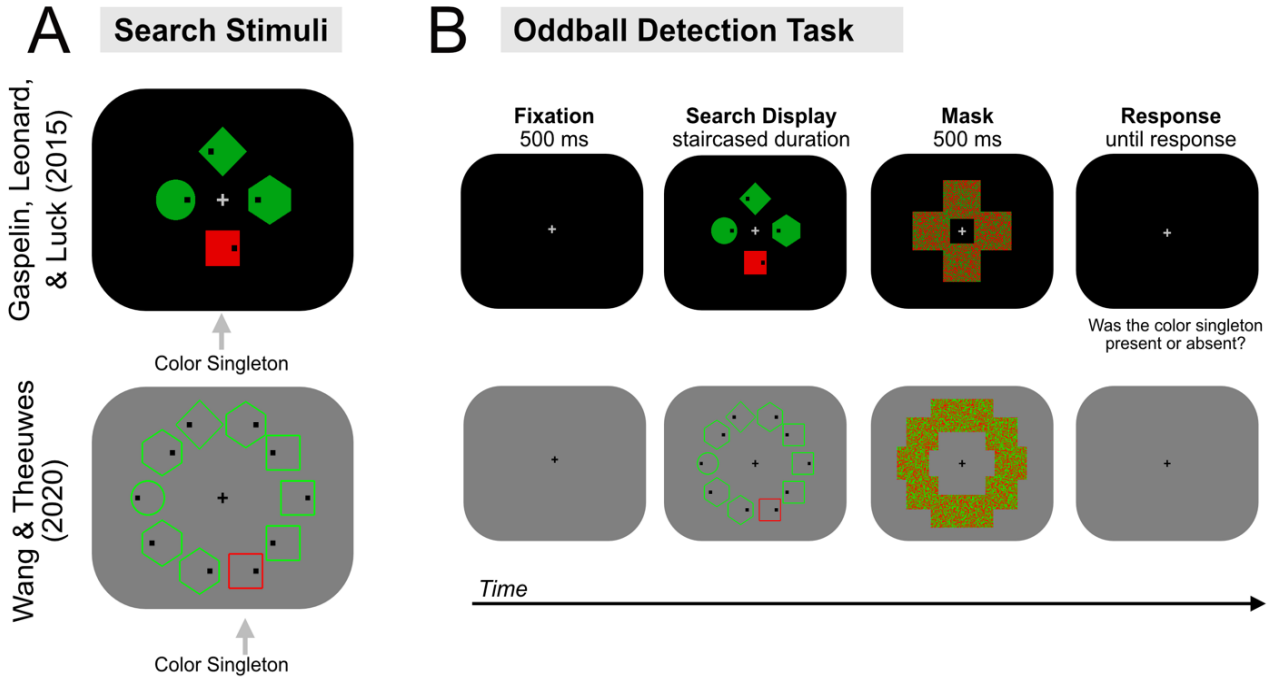 A Search Stimuli
Gaspelin, Leonard,
& Luck (2015)
Color Singleton
Wang & Theeuwes
(2020)
Color Singleton
B Oddball Detection Task
Fixation
500 ms
Search Display
staircased duration
Mask
500 ms
Response
until response
Was the color singleton
present or absent?
Time